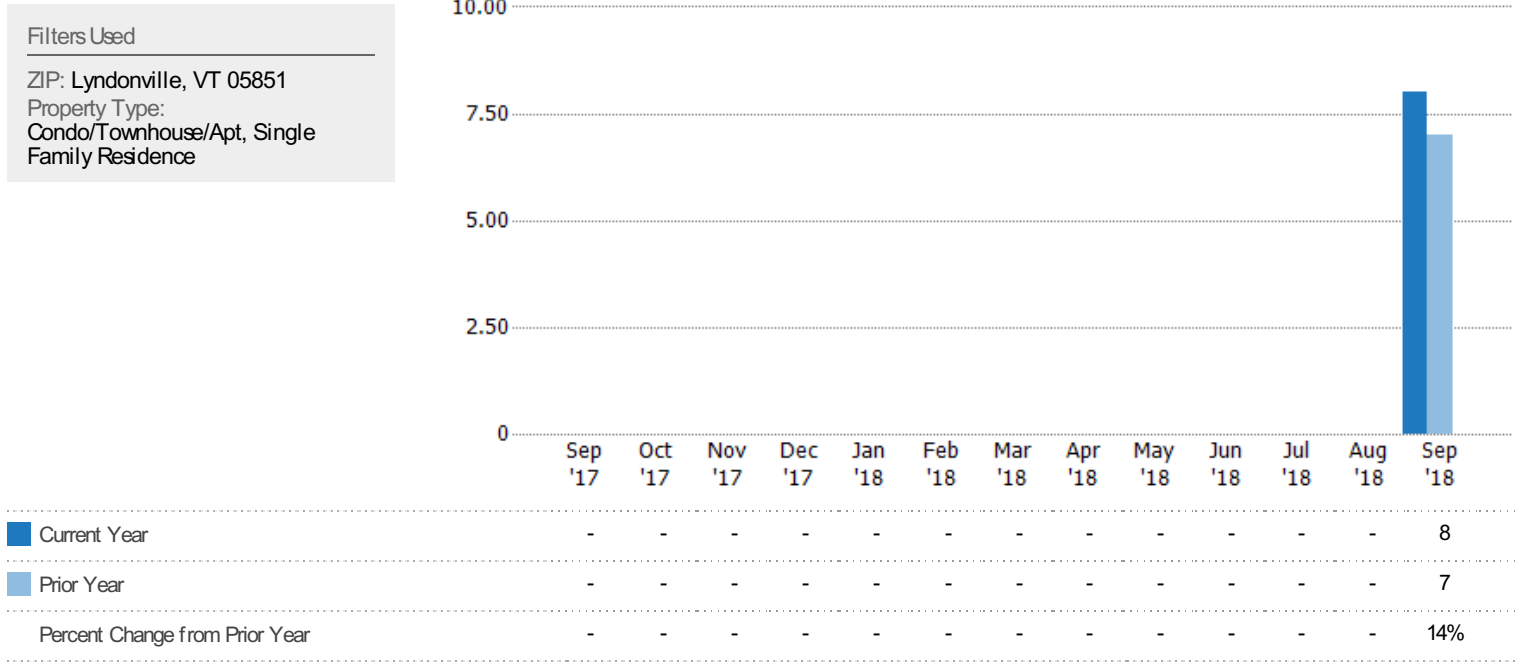 Filters Used
ZIP: Lyndonville, VT 05851
Property Type:
Condo/Townhouse/Apt, Single
Family Residence
10.00
7.50
5.00
2.50
0
Sep Oct Nov Dec Jan Feb Mar Apr May Jun Jul Aug Sep
'17 '17 '17 '17 '18 '18 '18 '18 '18 '18 '18 '18 '18
Current Year - - - - - - - - - - - - 8
Prior Year - - - - - - - - - - - - 7
Percent Change from Prior Year - - - - - - - - - - - - 14%